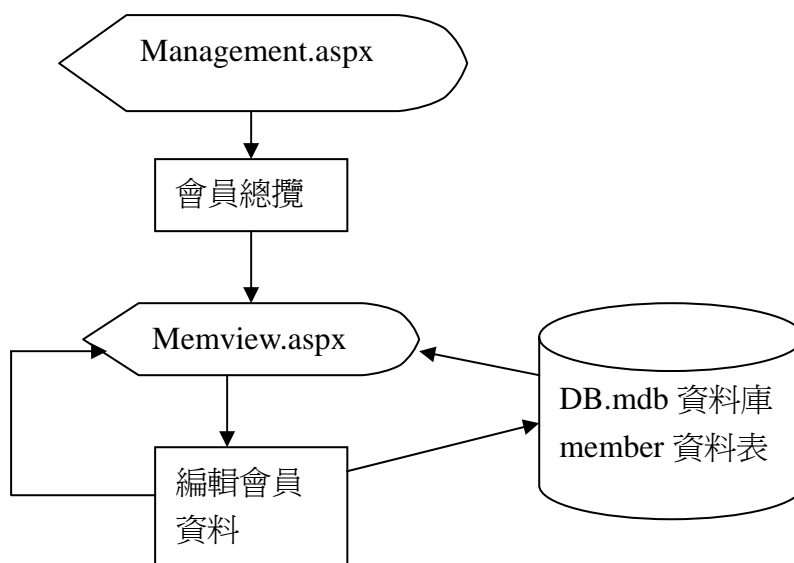 Management.aspx
會員總攬
Memview.aspx
DB.mdb 資料庫
member 資料表
編輯會員
資料